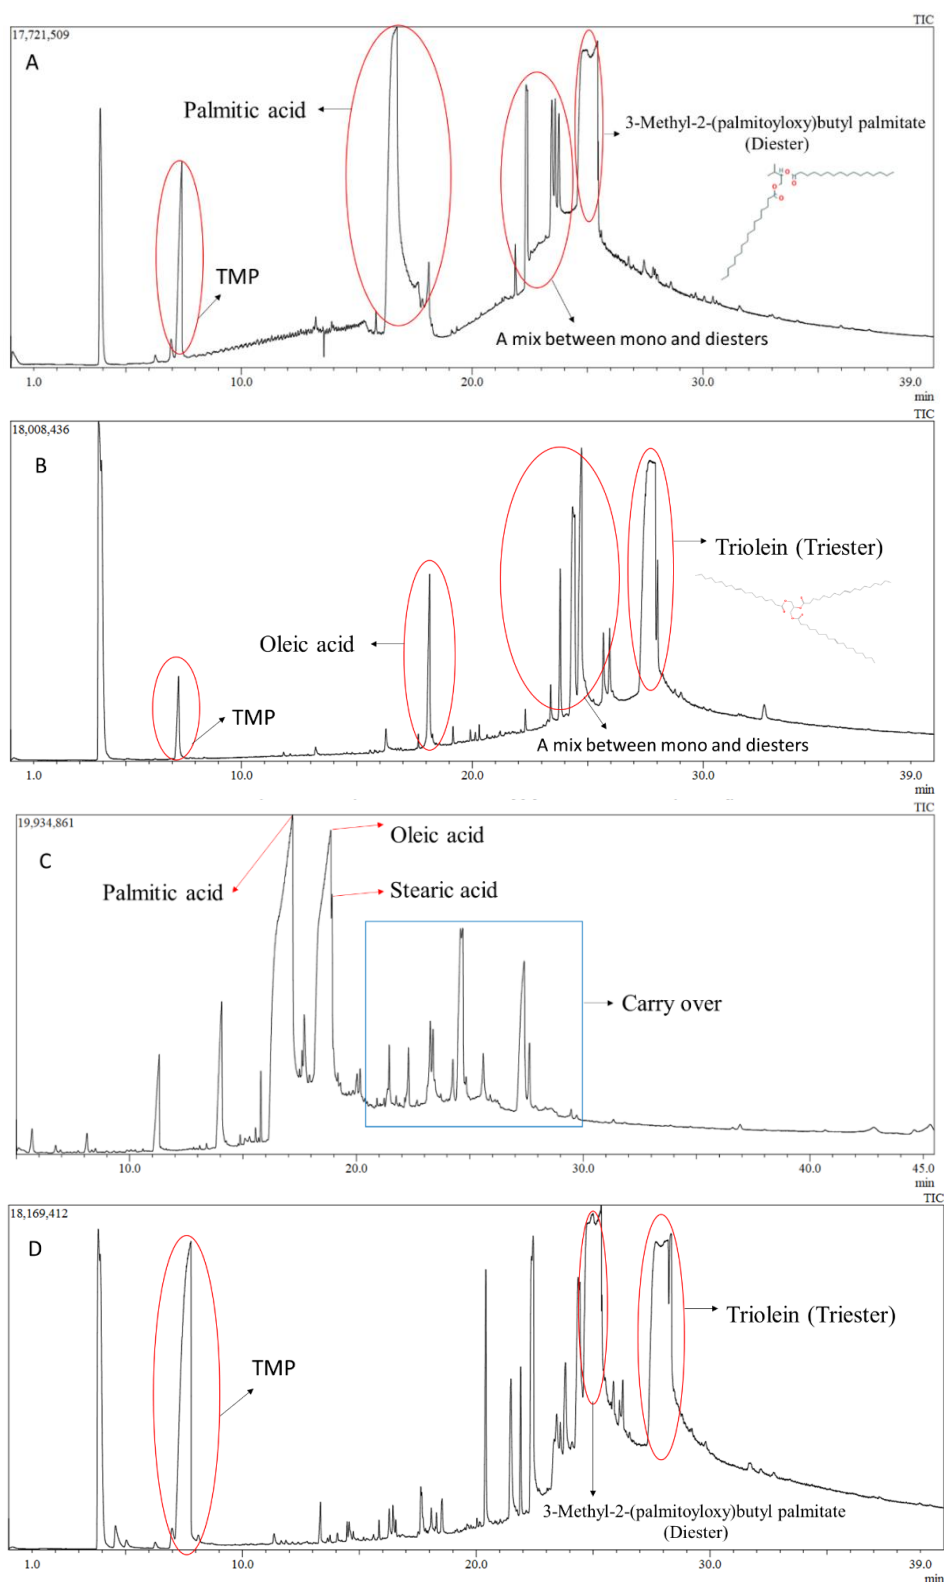 TIC
17,721,509
A
Palmitic acid
3-Methyl-2-(palmitoyloxy)butyl palmitate
(Diester)
H
O
O
O
O
TMP
A mix between mono and diesters
1.0 10.0 20.0 30.0 39.0
min
TIC
18,008,436
B
Triolein (Triester)
Oleic acid
TMP
A mix between mono and diesters
1.0 10.0 20.0 30.0 39.0
min
TIC
19,934,861
C
Oleic acid
Palmitic acid
Stearic acid
Carry over
10.0 20.0 30.0 40.0 45.0
min
TIC
18,169,412
D
Triolein (Triester)
TMP
3-Methyl-2-(palmitoyloxy)butyl palmitate
(Diester)
1.0 10.0 20.0 30.0 39.0
min